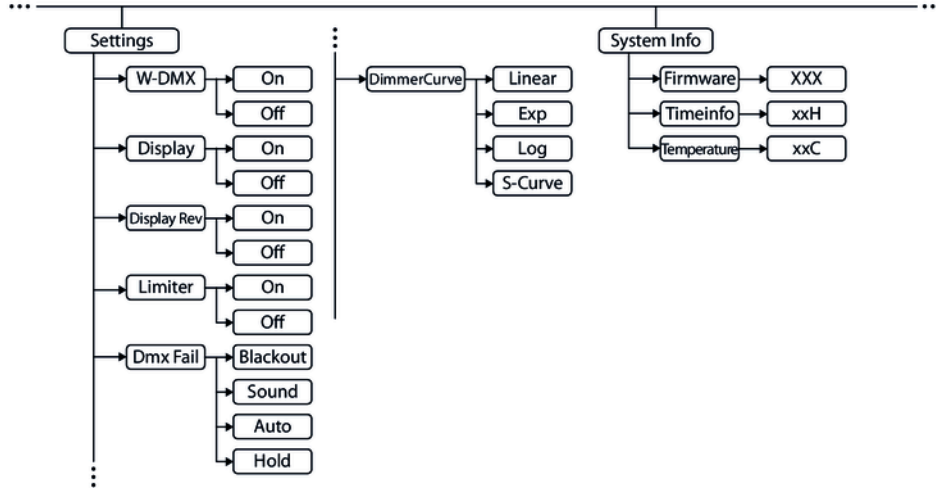 Settings
W-DMX
On
Off
Display
On
Off
Display Rev
On
Off
Limiter
On
Off
Dmx Fail
Blackout
Sound
Auto
Hold
DimmerCurve
Linear
Exp
Log
S-Curve
System Info
Firmware
XXX
Timeinfo
xxH
Temperature
xxC